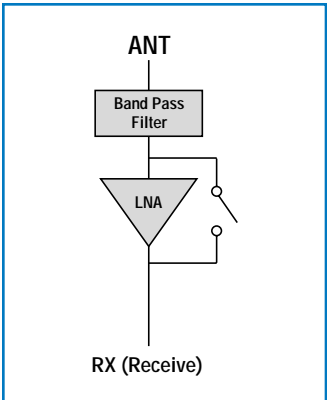 ANT
Band Pass
Filter
LNA
RX (Receive)